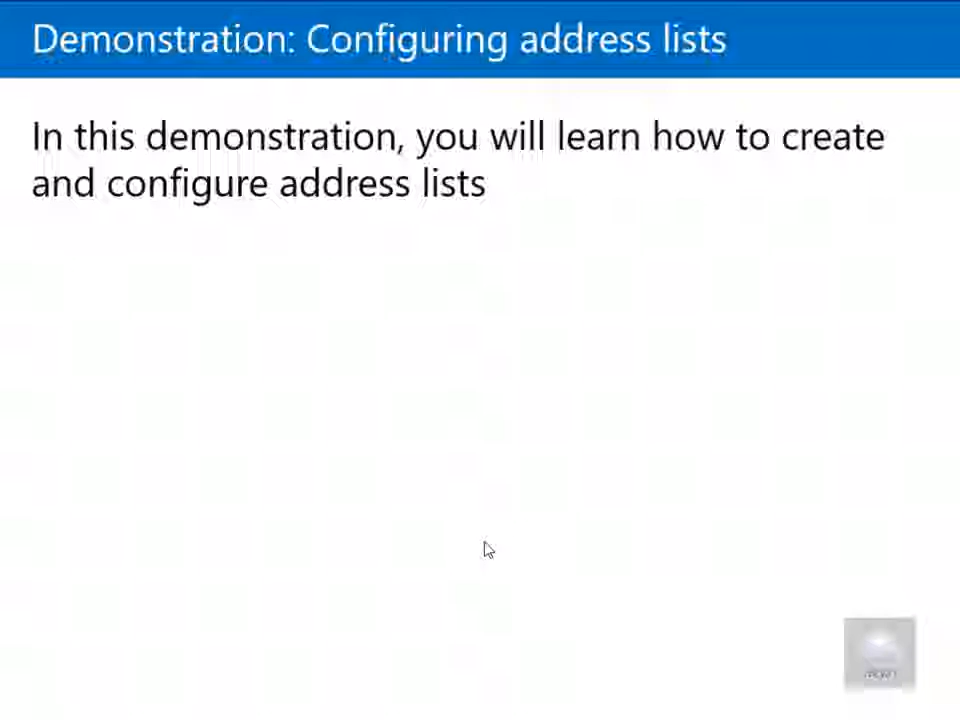 Demonstration: Configuring address lists
In this demonstration, you will learn how to create
and configure address lists